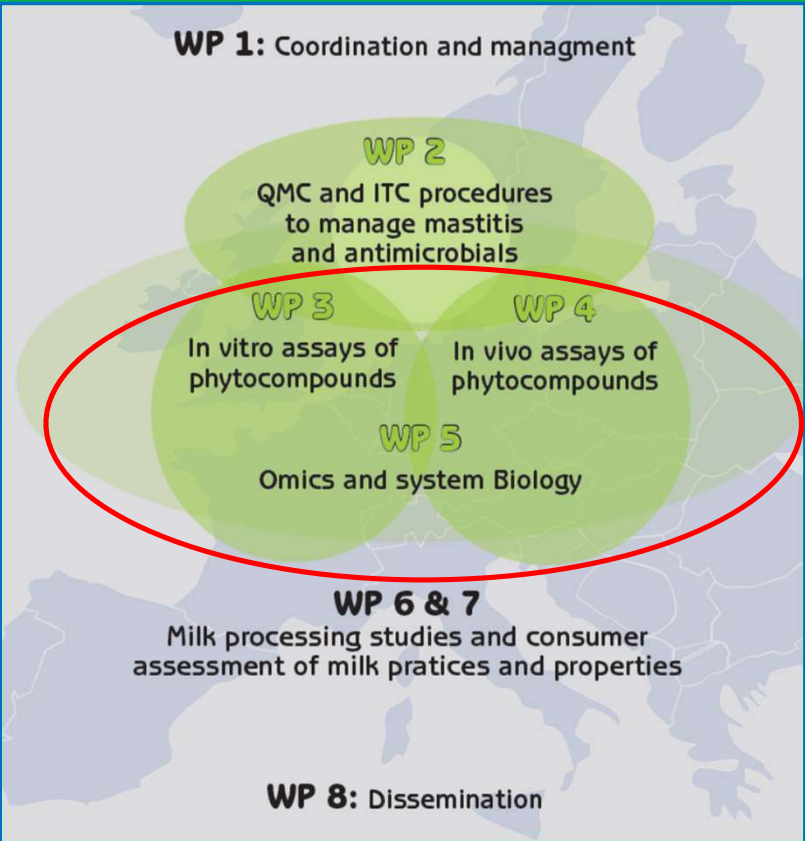 WP 1: Coordination and managment
WP 2
QMC and ITC procedures
to manage mastitis
and antimicrobials
WP 3
In vitro assays of
phytocompounds
WP 4
In vivo assays of
phytocompounds
WP 5
Omics and system Biology
WP 6 & 7
Milk processing studies and consumer
assessment of milk pratices and properties
WP 8: Dissemination